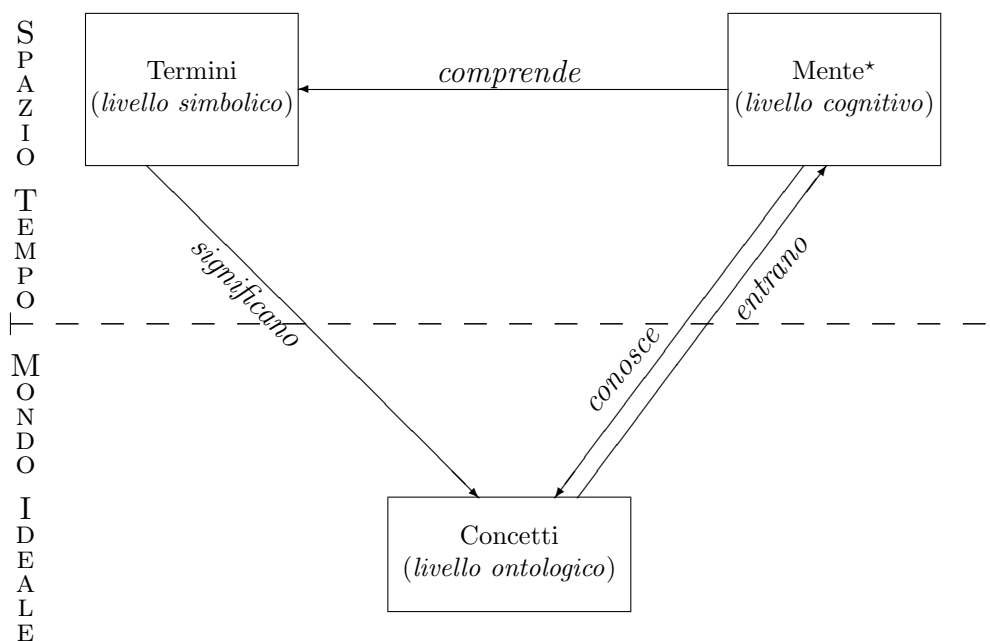 SPAZIO TEMPO
Termini
(livello simbolico)
comprende
Mente*
(livello cognitivo)
significano
conosce
entrano
MONDO IDEALE
Concetti
(livello ontologico)